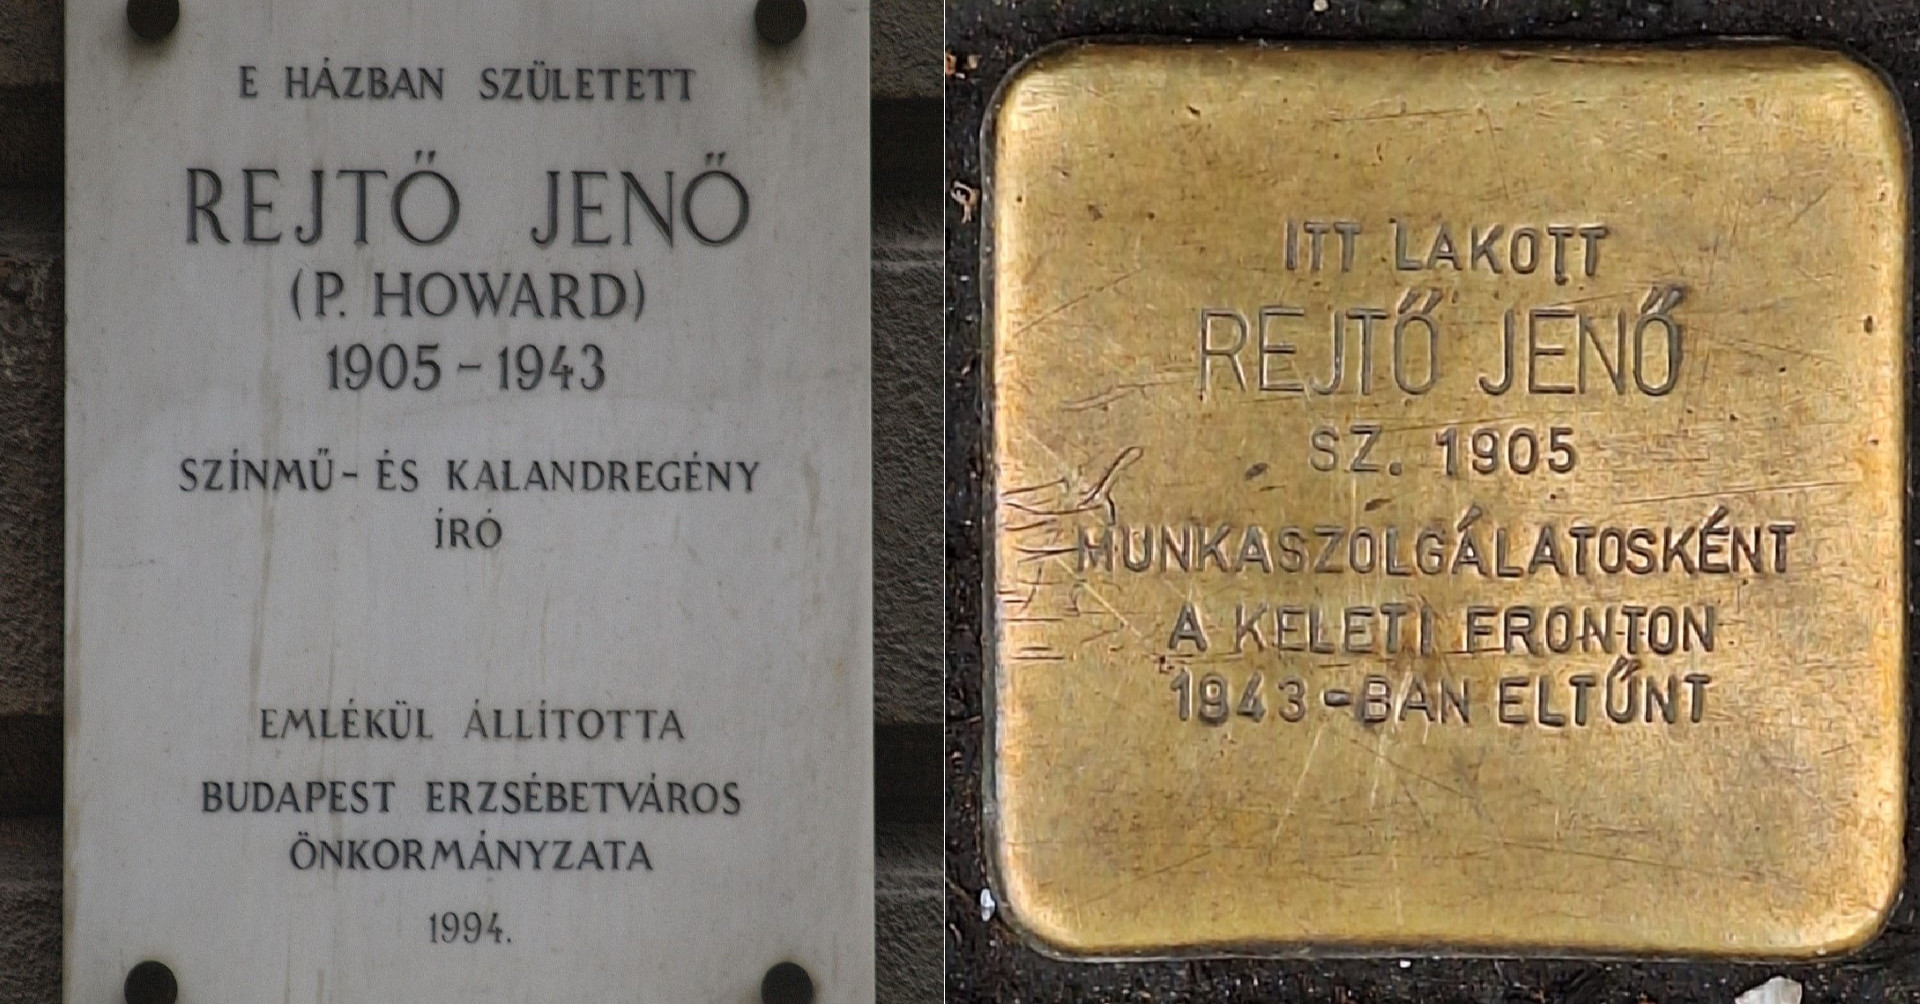 E HÁZBAN SZÜLETETT
REJTŐ JENŐ
(P. HOWARD)
1905 - 1943
SZÍNMŰ- ÉS KALANDREGÉNY
ÍRÓ
EMLÉKÜL ÁLLÍTOTTA
BUDAPEST ERZSÉBETVÁROS
ÖNKORMÁNYZATA
1994.
ITT LAKOTT
REJTŐ JENŐ
SZ. 1905
MUNKASZOLGÁLATOSKÉNT
A KELETI FRONTON
1943-BAN ELTŰNT